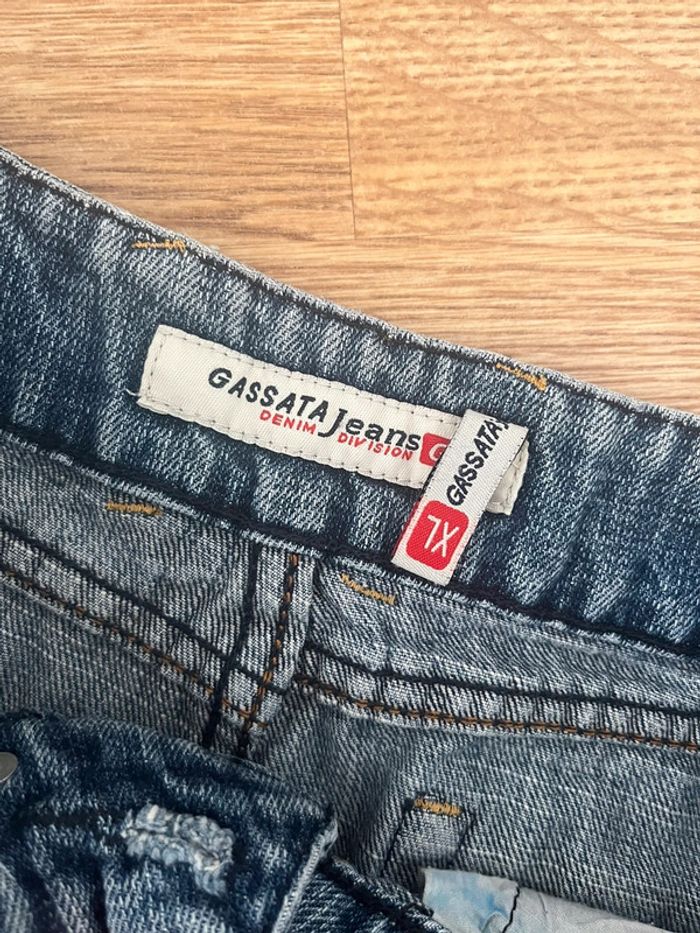 GASSATA Jeans G
DENIM DIVISION
GASSATA
XL